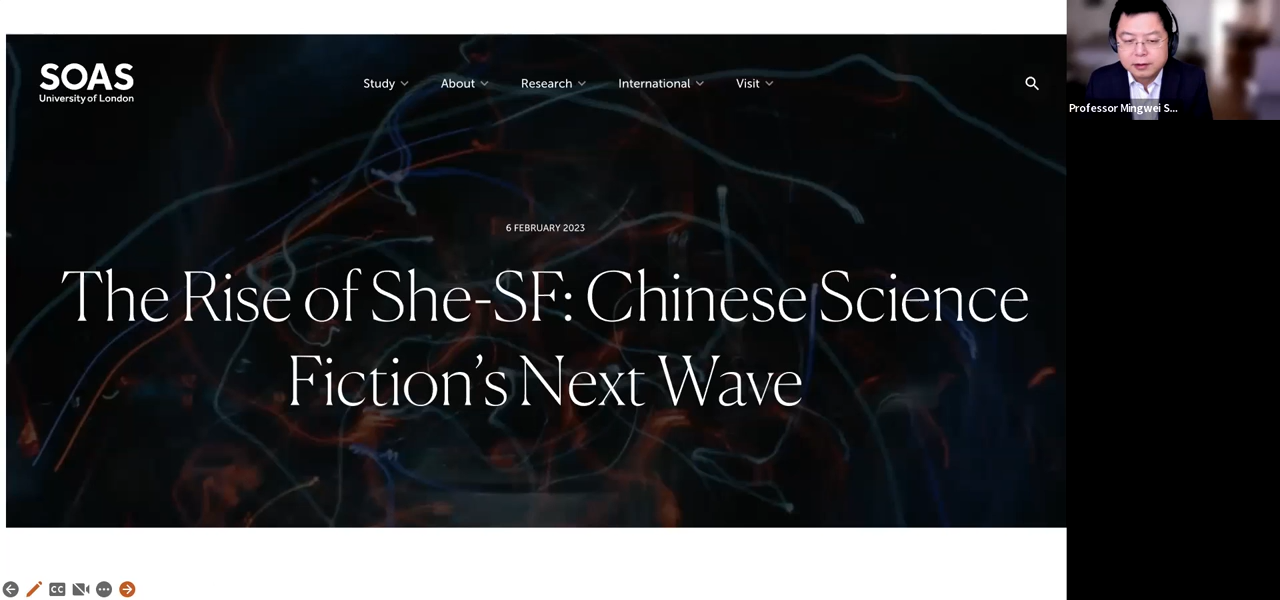 SOAS
University of London
Study About Research International Visit
6 FEBRUARY 2023
The Rise of She-SF: Chinese Science
Fiction’s Next Wave
Professor Mingwei S...
CC